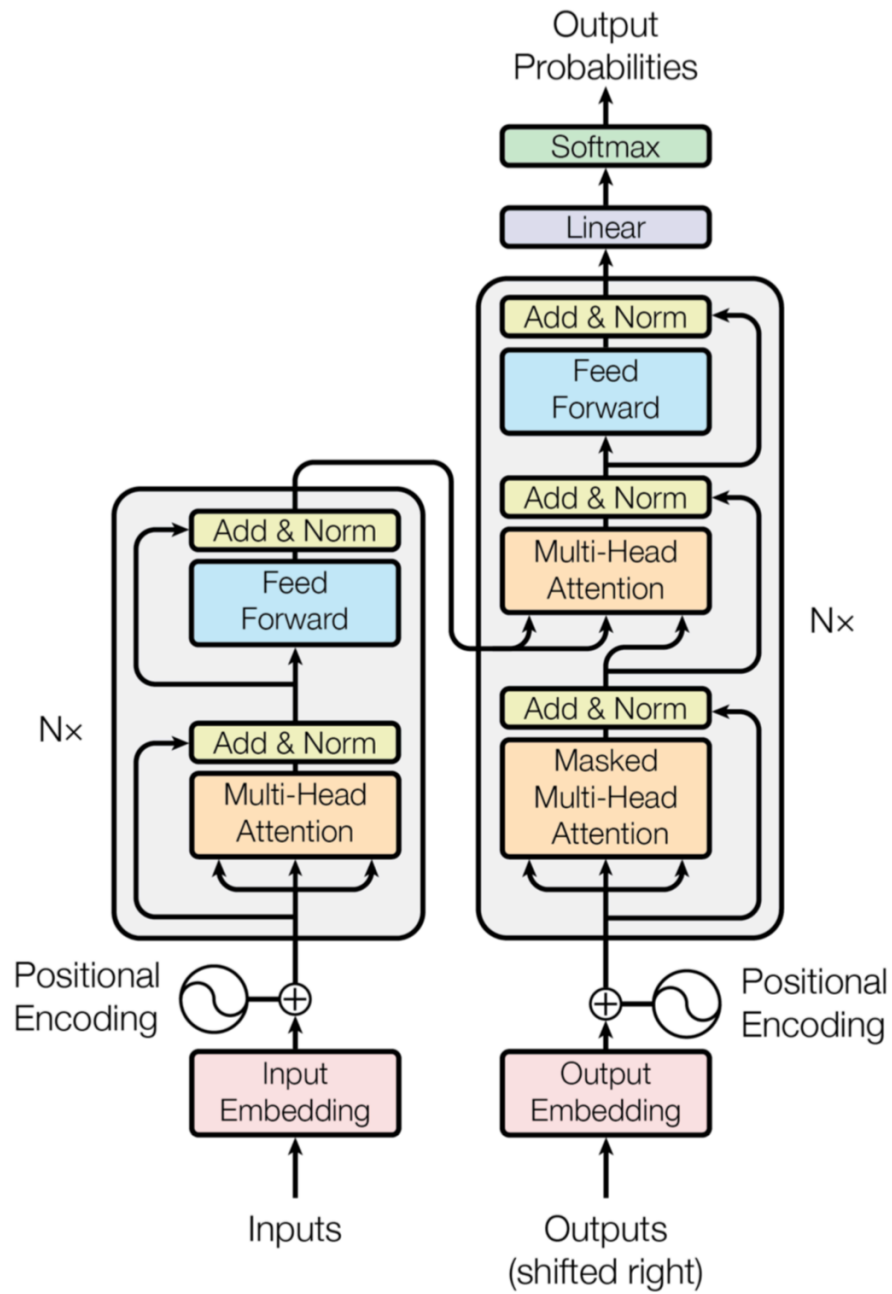 Output
Probabilities
Softmax
Linear
Add & Norm
Feed
Forward
Add & Norm
Multi-Head
Attention
Add & Norm
Masked
Multi-Head
Attention
N×
Add & Norm
Feed
Forward
Add & Norm
Multi-Head
Attention
N×
Positional
Encoding
Positional
Encoding
Input
Embedding
Output
Embedding
Inputs
Outputs
(shifted right)